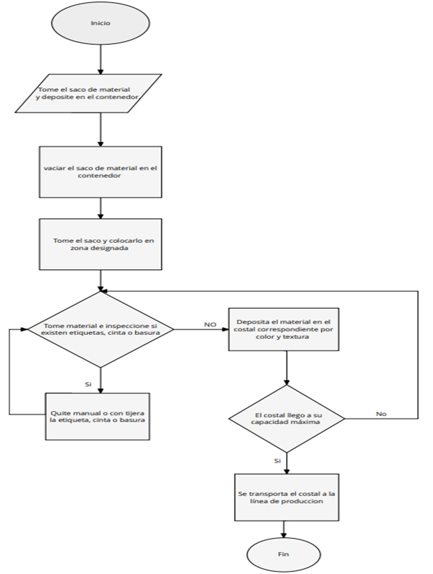 Inicio
Tome el saco de material
y deposite en el contenedor
vaciar el saco de material en el
contenedor
Tome el saco y colocarlo en
zona designada
Tome material e inspeccione si
existen etiquetas, cinta o basura
NO
Deposita el material en el
costal correspondiente por
color y textura
Si
Quite manual o con tijera
la etiqueta, cinta o basura
El costal llego a su
capacidad máxima
No
Si
Se transporta el costal a la
línea de produccion
Fin